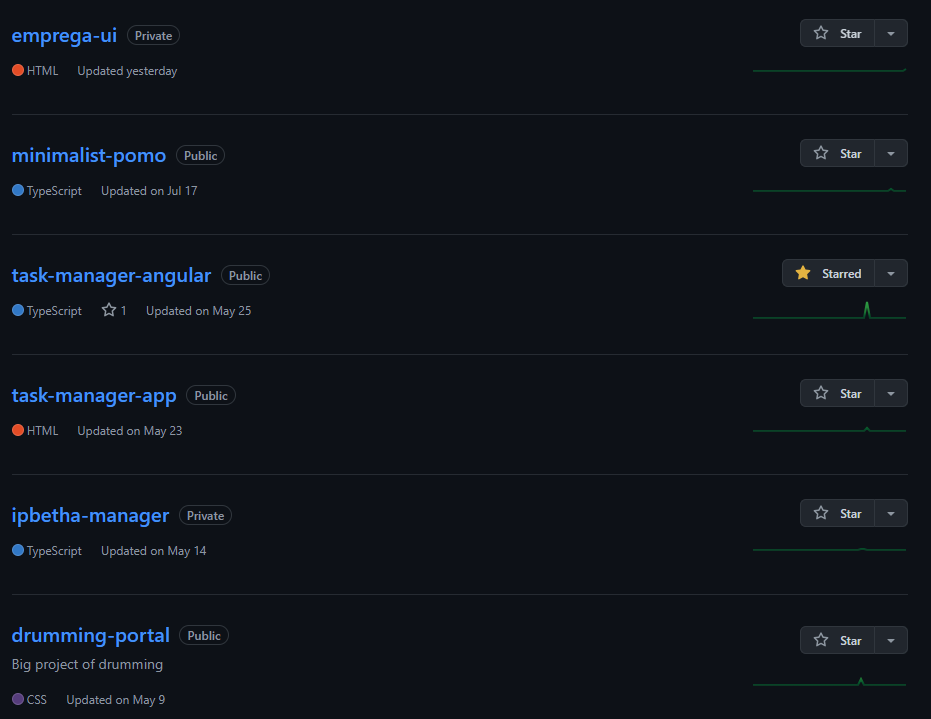 emprega-ui Private Star
HTML Updated yesterday
minimalist-pomo Public Star
TypeScript Updated on Jul 17
task-manager-angular Public Starred
TypeScript 1 Updated on May 25
task-manager-app Public Star
HTML Updated on May 23
ipbetha-manager Private Star
TypeScript Updated on May 14
drumming-portal Public Star
Big project of drumming
CSS Updated on May 9